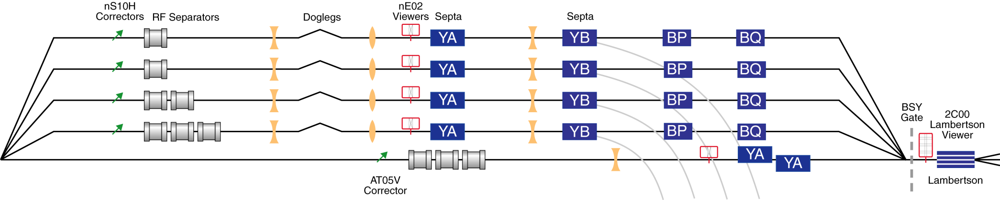 nS10H
Correctors
RF Separators
Doglegs
nE02
Viewers
Septa
Septa
YA YB BP BQ
YA YB BP BQ
YA YB BP BQ
YA YB BP BQ
YA
YA
AT05V
Corrector
BSY
Gate
2C00
Lambertson
Viewer
Lambertson